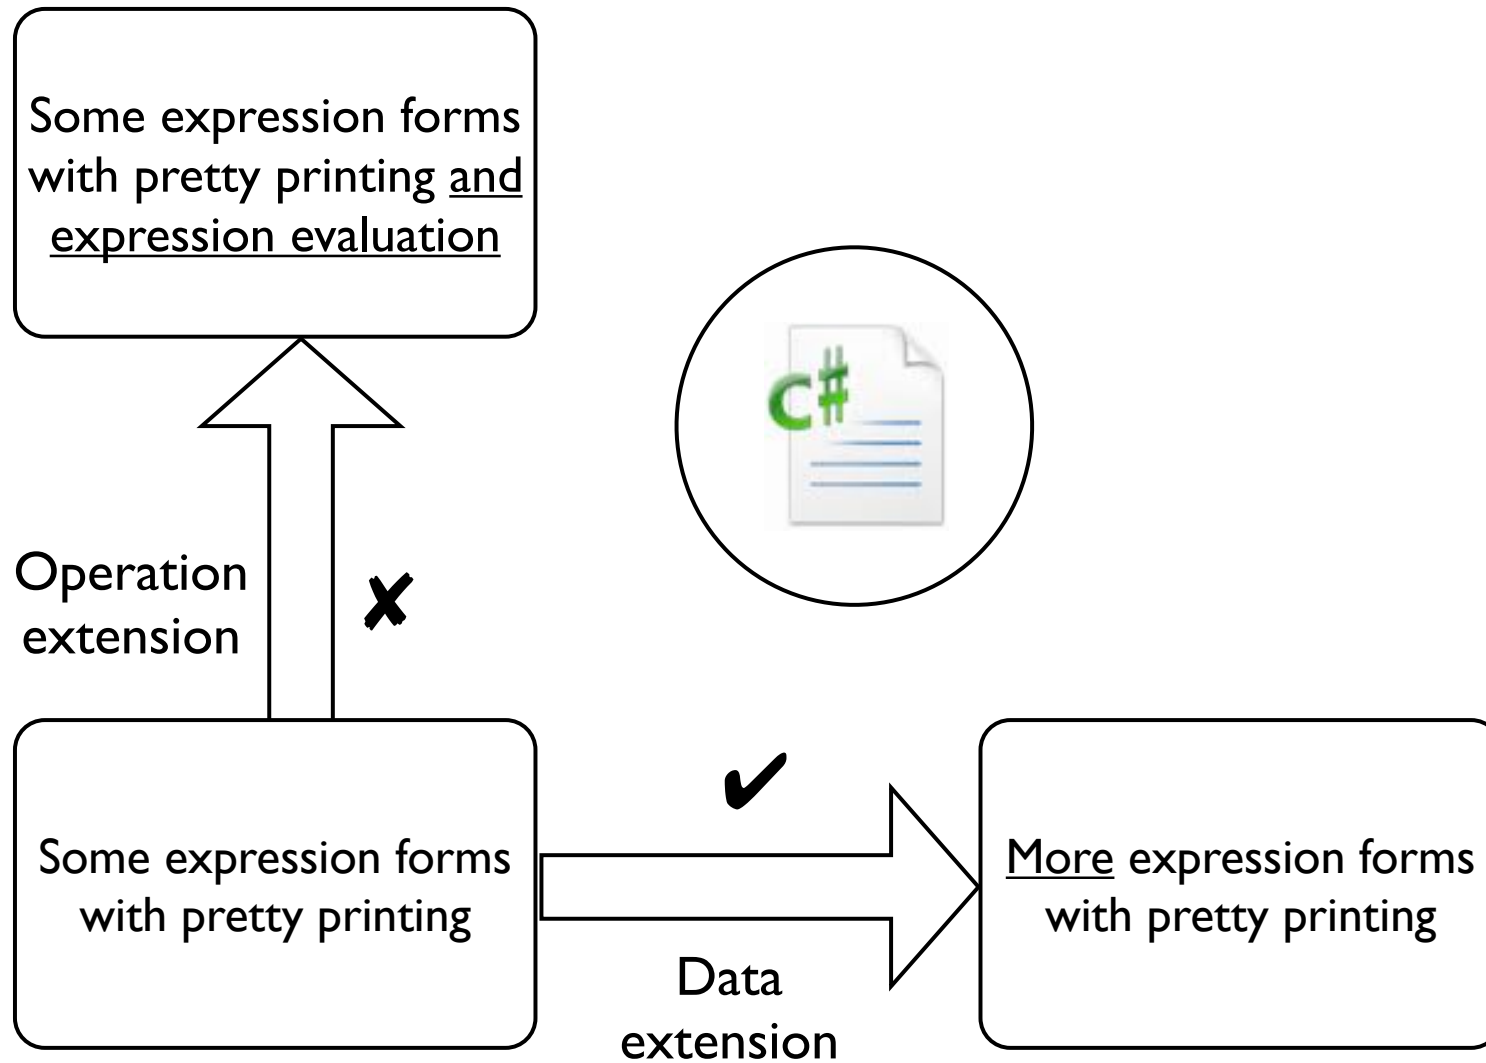 Some expression forms
with pretty printing and
expression evaluation
C#
Operation
extension
✘
✔
Some expression forms
with pretty printing
More expression forms
with pretty printing
Data
extension